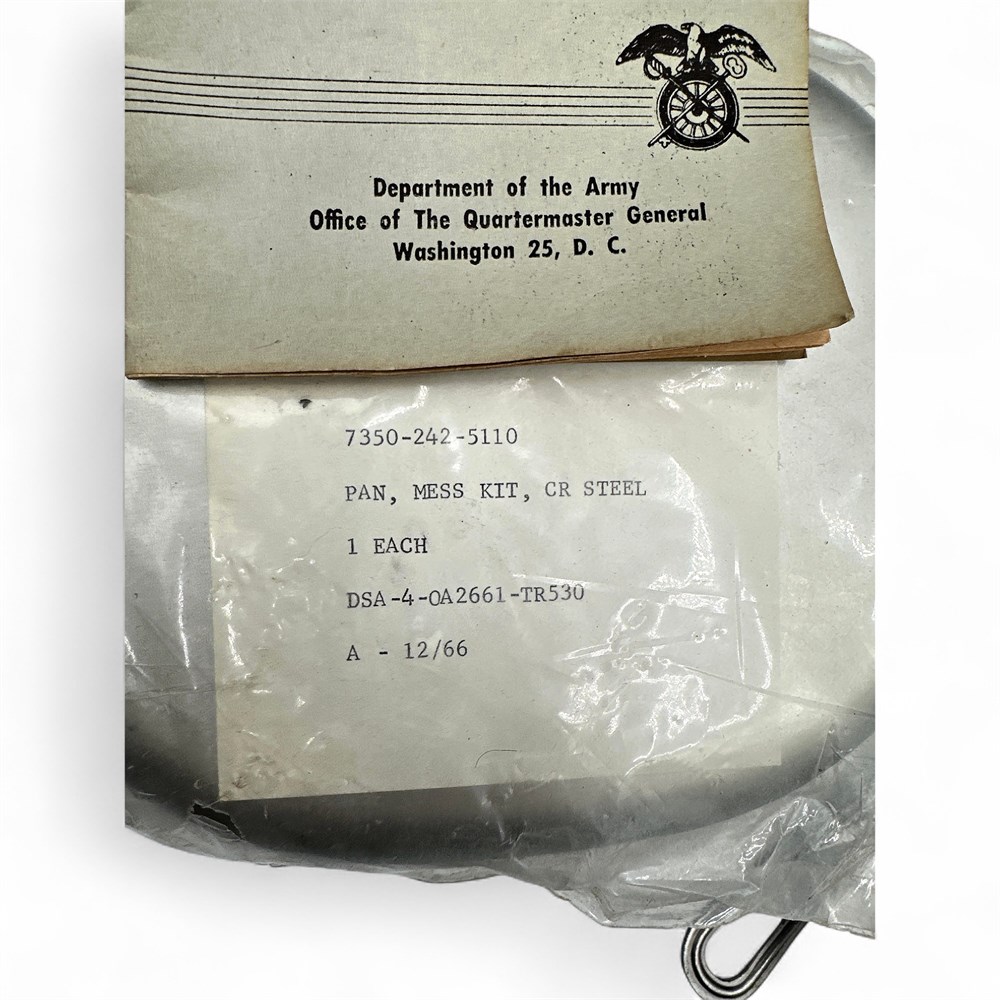 Department of the Army
Office of The Quartermaster General
Washington 25, D. C.
7350-242-5110
PAN, MESS KIT, CR STEEL
1 EACH
DSA-4-OA2661-TR530
A - 12/66